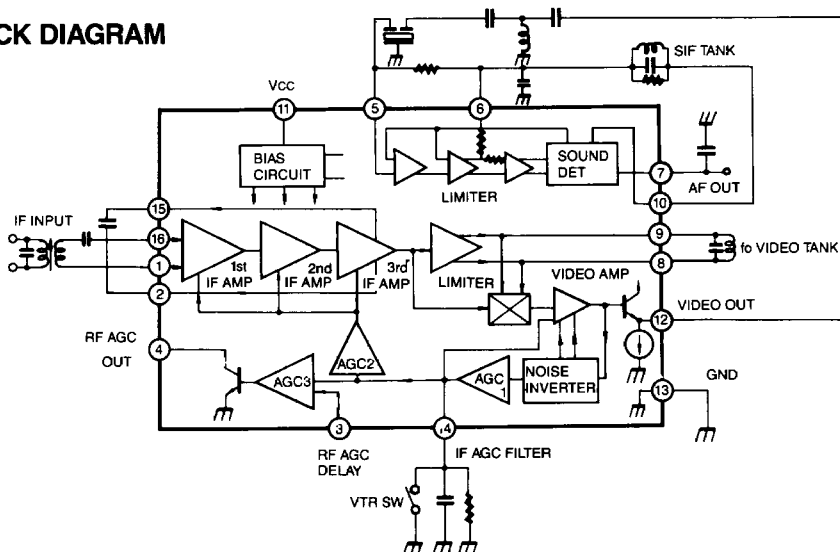 CK DIAGRAM
SIF TANK
VCC
11
5
6
BIAS
CIRCUIT
SOUND
DET
7
LIMITER
AF OUT
10
IF INPUT
15
16
1
2
1st
IF AMP
2nd
IF AMP
3rd
IF AMP
LIMITER
9
8
fo VIDEO TANK
VIDEO AMP
VIDEO OUT
12
RF AGC
OUT
4
AGC2
AGC3
AGC
1
NOISE
INVERTER
GND
13
3
14
RF AGC
DELAY
IF AGC FILTER
VTR SW